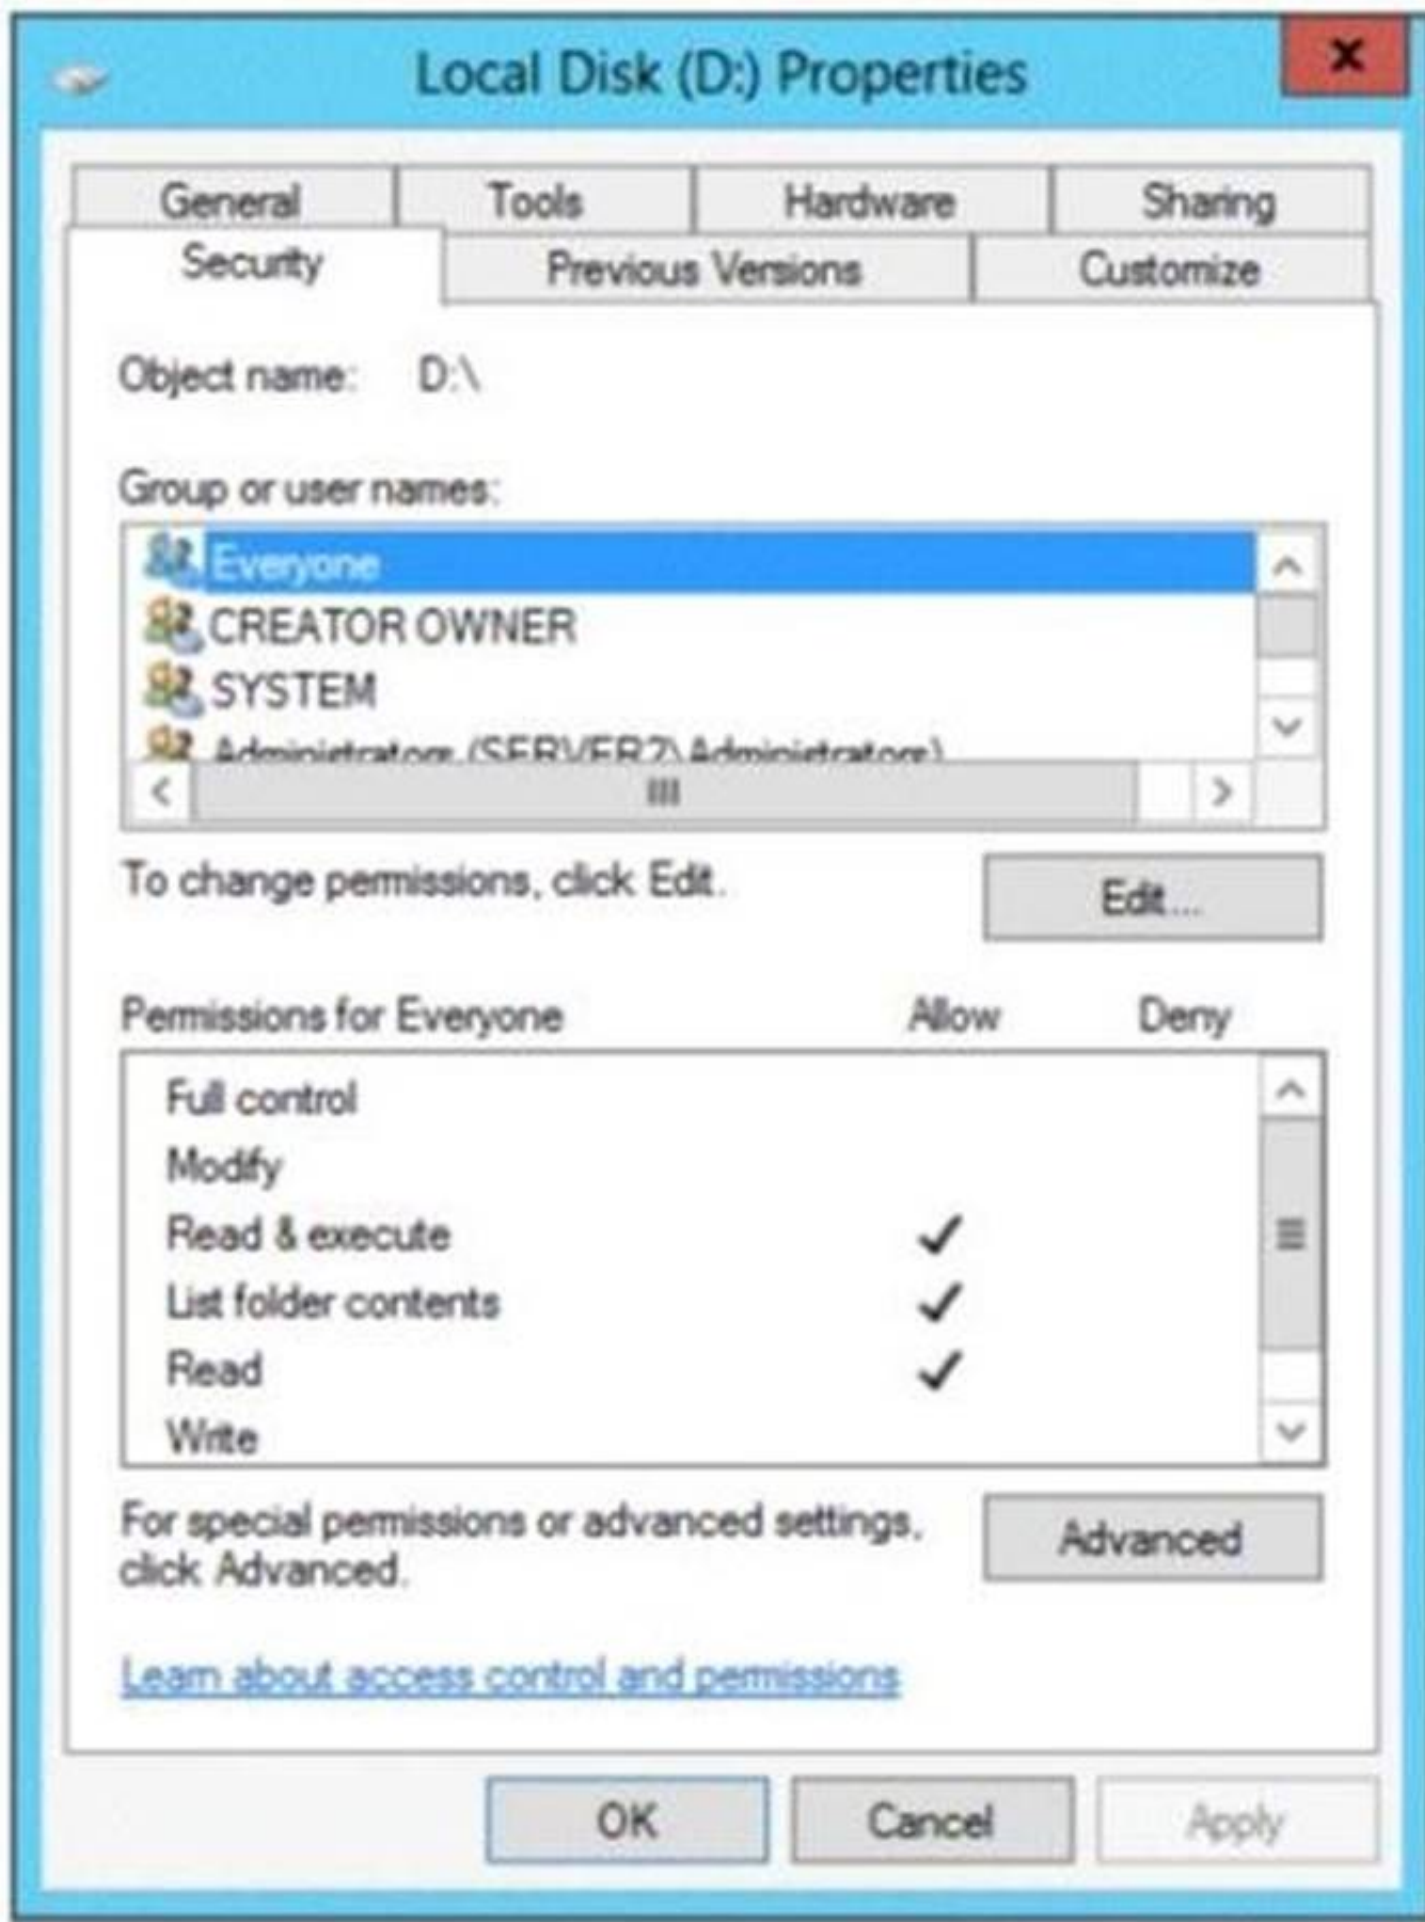 Local Disk (D:) Properties
x
General Tools Hardware Sharing
Security Previous Versions Customize
Object name: D:\
Group or user names:
Everyone
CREATOR OWNER
SYSTEM
Administrators (SERVER2\Administrators)
To change permissions, click Edit.
Edit...
Permissions for Everyone Allow Deny
Full control
Modify
Read & execute
List folder contents
Read
Write
For special permissions or advanced settings,
click Advanced.
Advanced
Learn about access control and permissions
OK Cancel Apply